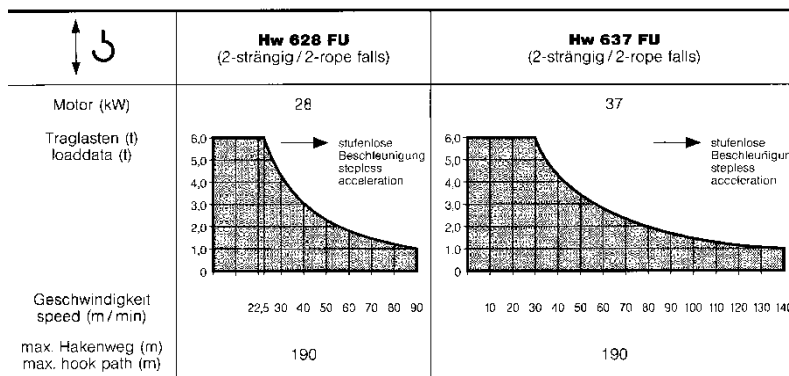 Hw 628 FU
(2-strängig / 2-rope falls)
Hw 637 FU
(2-strängig / 2-rope falls)
Motor (kW)
28
37
Traglasten (t)
loaddata (t)
6,0
5,0
4,0
3,0
2,0
1,0
0
stufenlose
Beschleunigung
stepless
acceleration
6,0
5,0
4,0
3,0
2,0
1,0
0
stufenlose
Beschleunigung
stepless
acceleration
Geschwindigkeit
speed (m/min)
22,5 30 40 50 60 70 80 90
10 20 30 40 50 60 70 80 90 100 110 120 130 140
max. Hakenweg (m)
max. hook path (m)
190
190